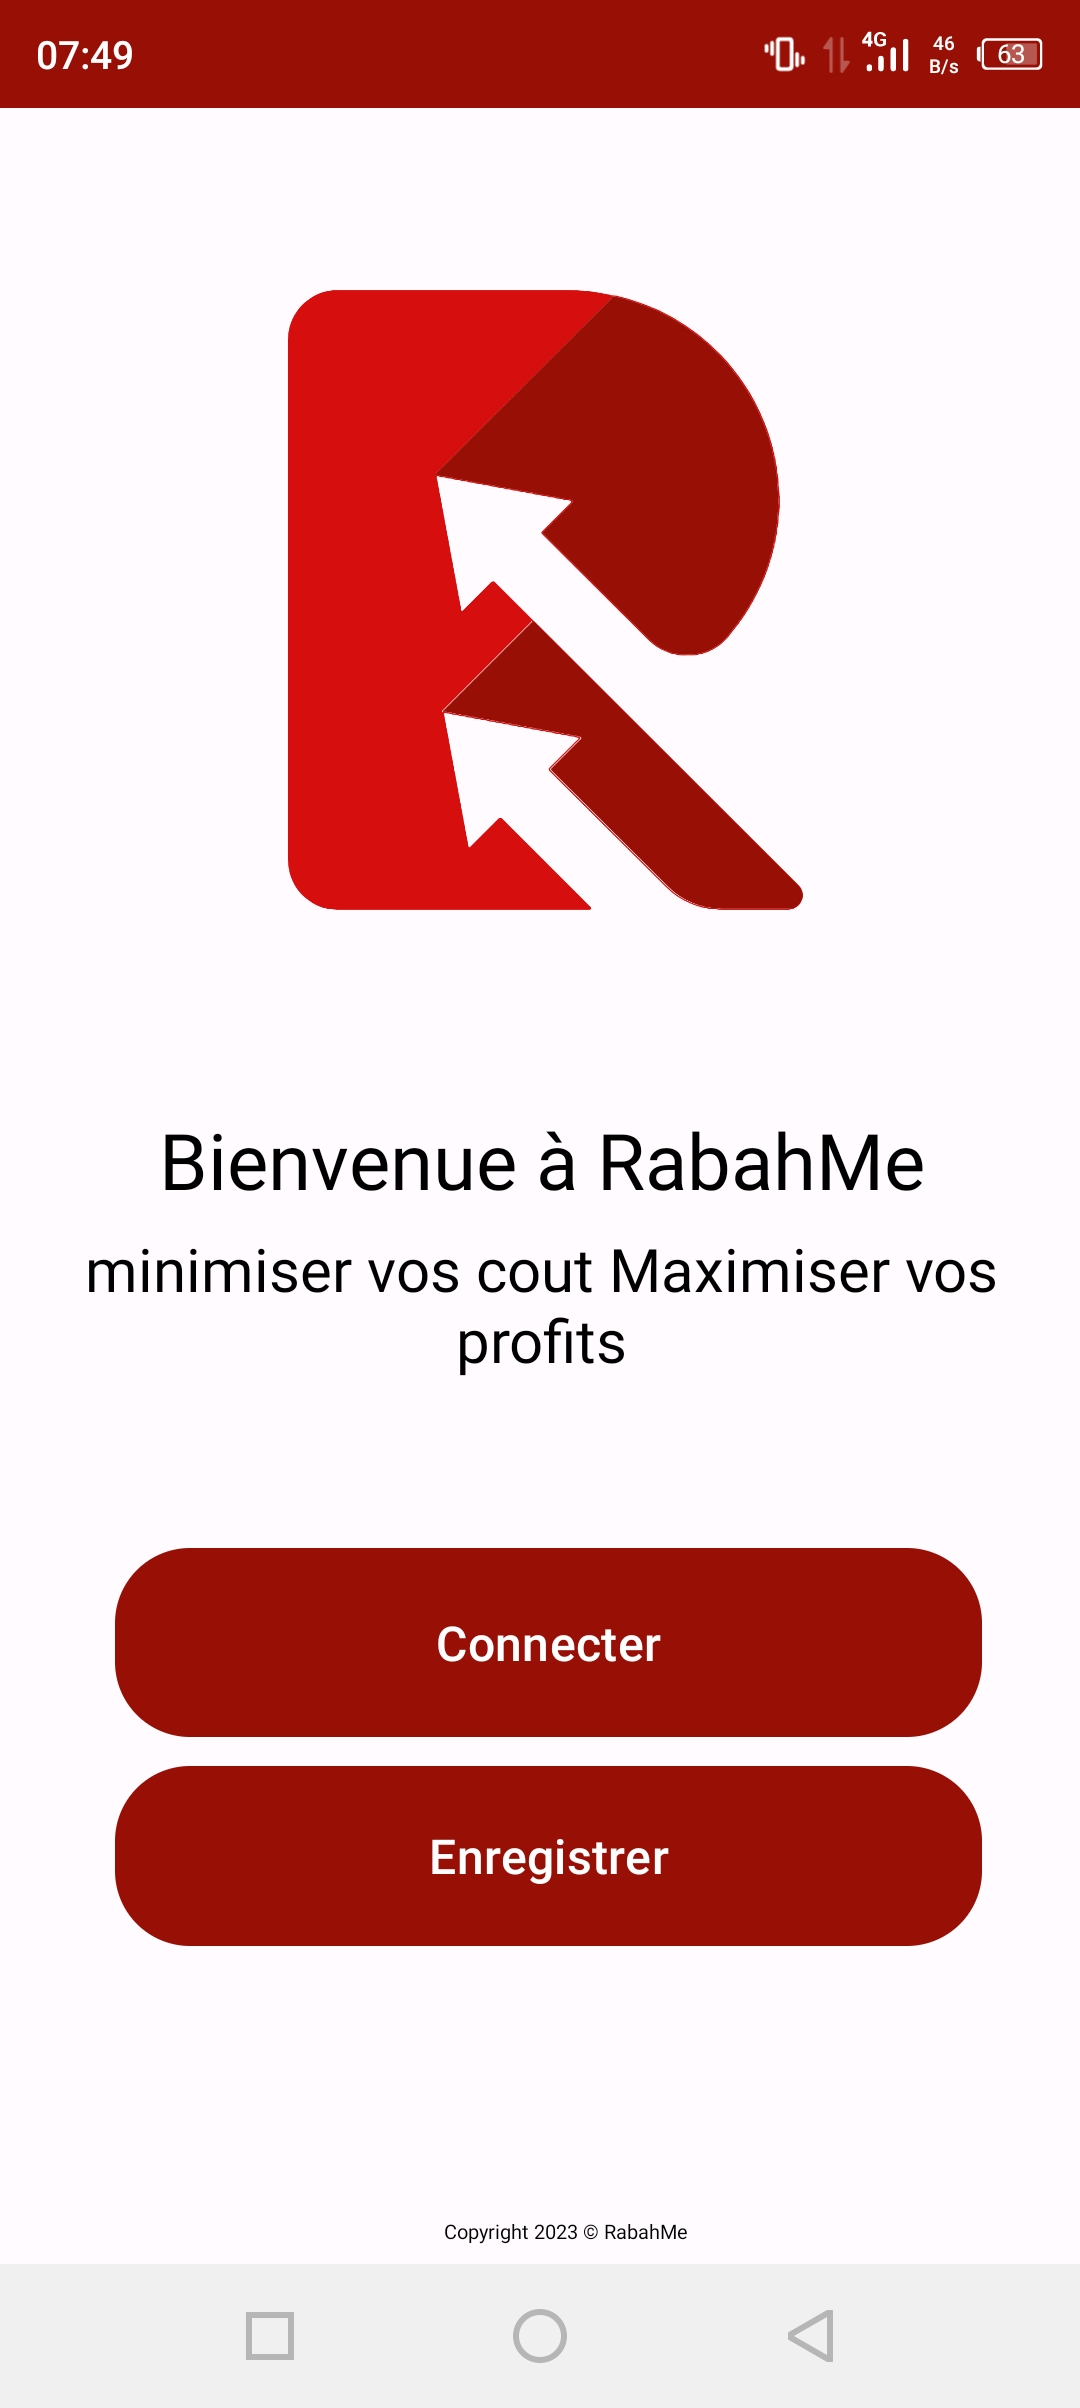 07:49
4G
46
B/s
63
Bienvenue à RabahMe
minimiser vos cout Maximiser vos
profits
Connecter
Enregistrer
Copyright 2023 © RabahMe